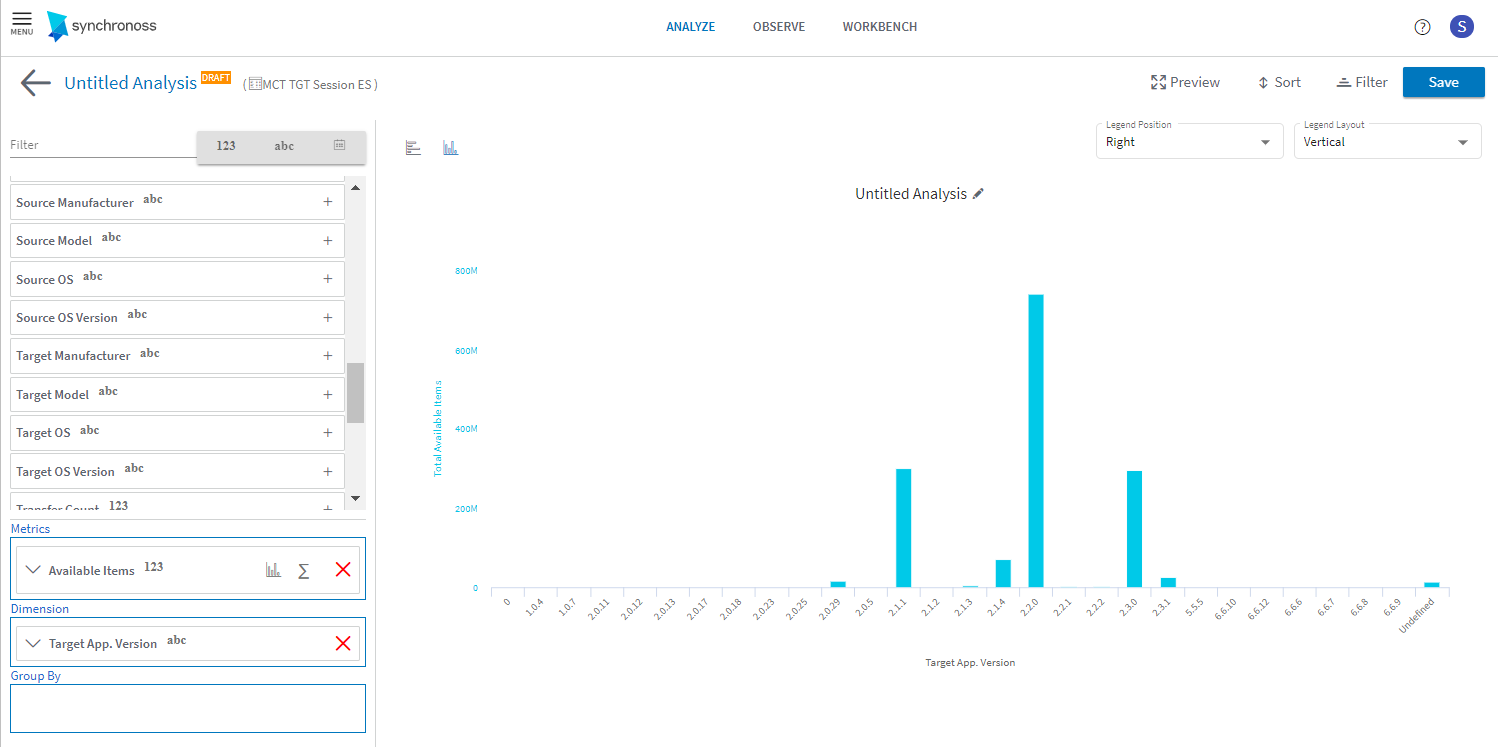 MENU
synchronoss
ANALYZE
OBSERVE
WORKBENCH
?
S
Untitled Analysis DRAFT ( MCT TGT Session ES )
Preview
Sort
Filter
Save
Filter
123
abc
Source Manufacturer abc +
Source Model abc +
Source OS abc +
Source OS Version abc +
Target Manufacturer abc +
Target Model abc +
Target OS abc +
Target OS Version abc +
Transfer Count 123 +
Metrics
Available Items 123 Σ
Dimension
Target App. Version abc
Group By
Legend Position
Right
Legend Layout
Vertical
Untitled Analysis
Total Available Items
800M
600M
400M
200M
0
0
1.0.4
1.0.7
2.0.11
2.0.12
2.0.13
2.0.17
2.0.18
2.0.23
2.0.25
2.0.29
2.0.5
2.1.1
2.1.2
2.1.3
2.1.4
2.2.0
2.2.1
2.2.2
2.3.0
2.3.1
5.5.5
6.6.10
6.6.12
6.6.6
6.6.7
6.6.8
6.6.9
Undefined
Target App. Version